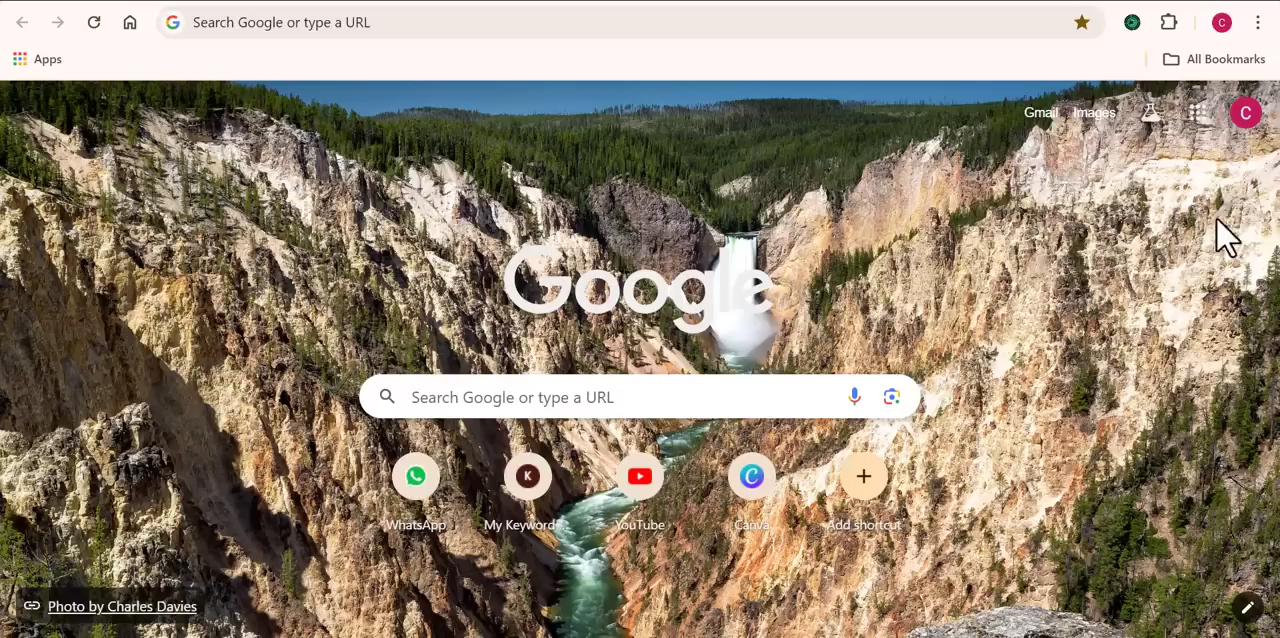 Search Google or type a URL
C
Apps
All Bookmarks
Gmail Images
C
Google
Search Google or type a URL
K
WhatsApp My Keyword YouTube Canva Add shortcut
Photo by Charles Davies